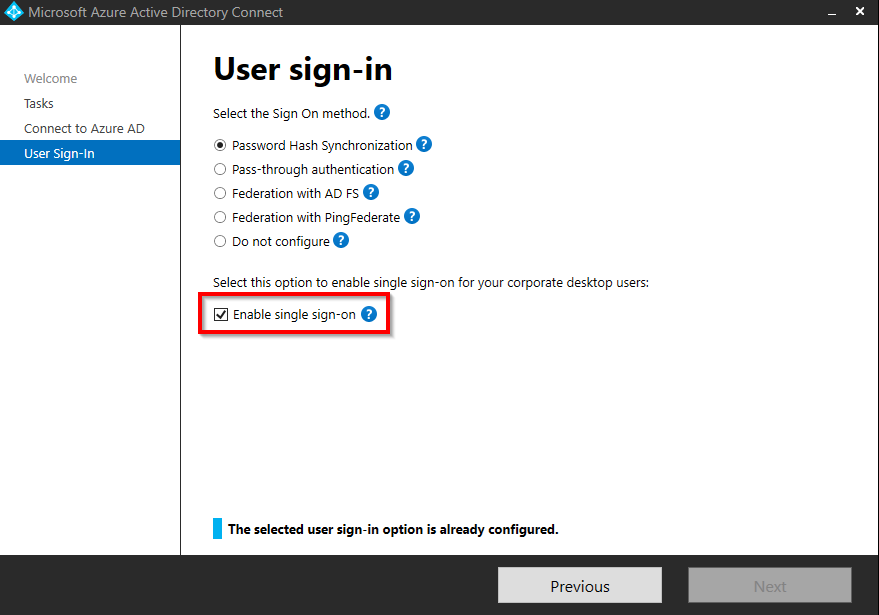 Microsoft Azure Active Directory Connect
Welcome
Tasks
Connect to Azure AD
User Sign-In
User sign-in
Select the Sign On method. ?
Password Hash Synchronization ?
Pass-through authentication ?
Federation with AD FS ?
Federation with PingFederate ?
Do not configure ?
Select this option to enable single sign-on for your corporate desktop users:
Enable single sign-on ?
The selected user sign-in option is already configured.
Previous
Next